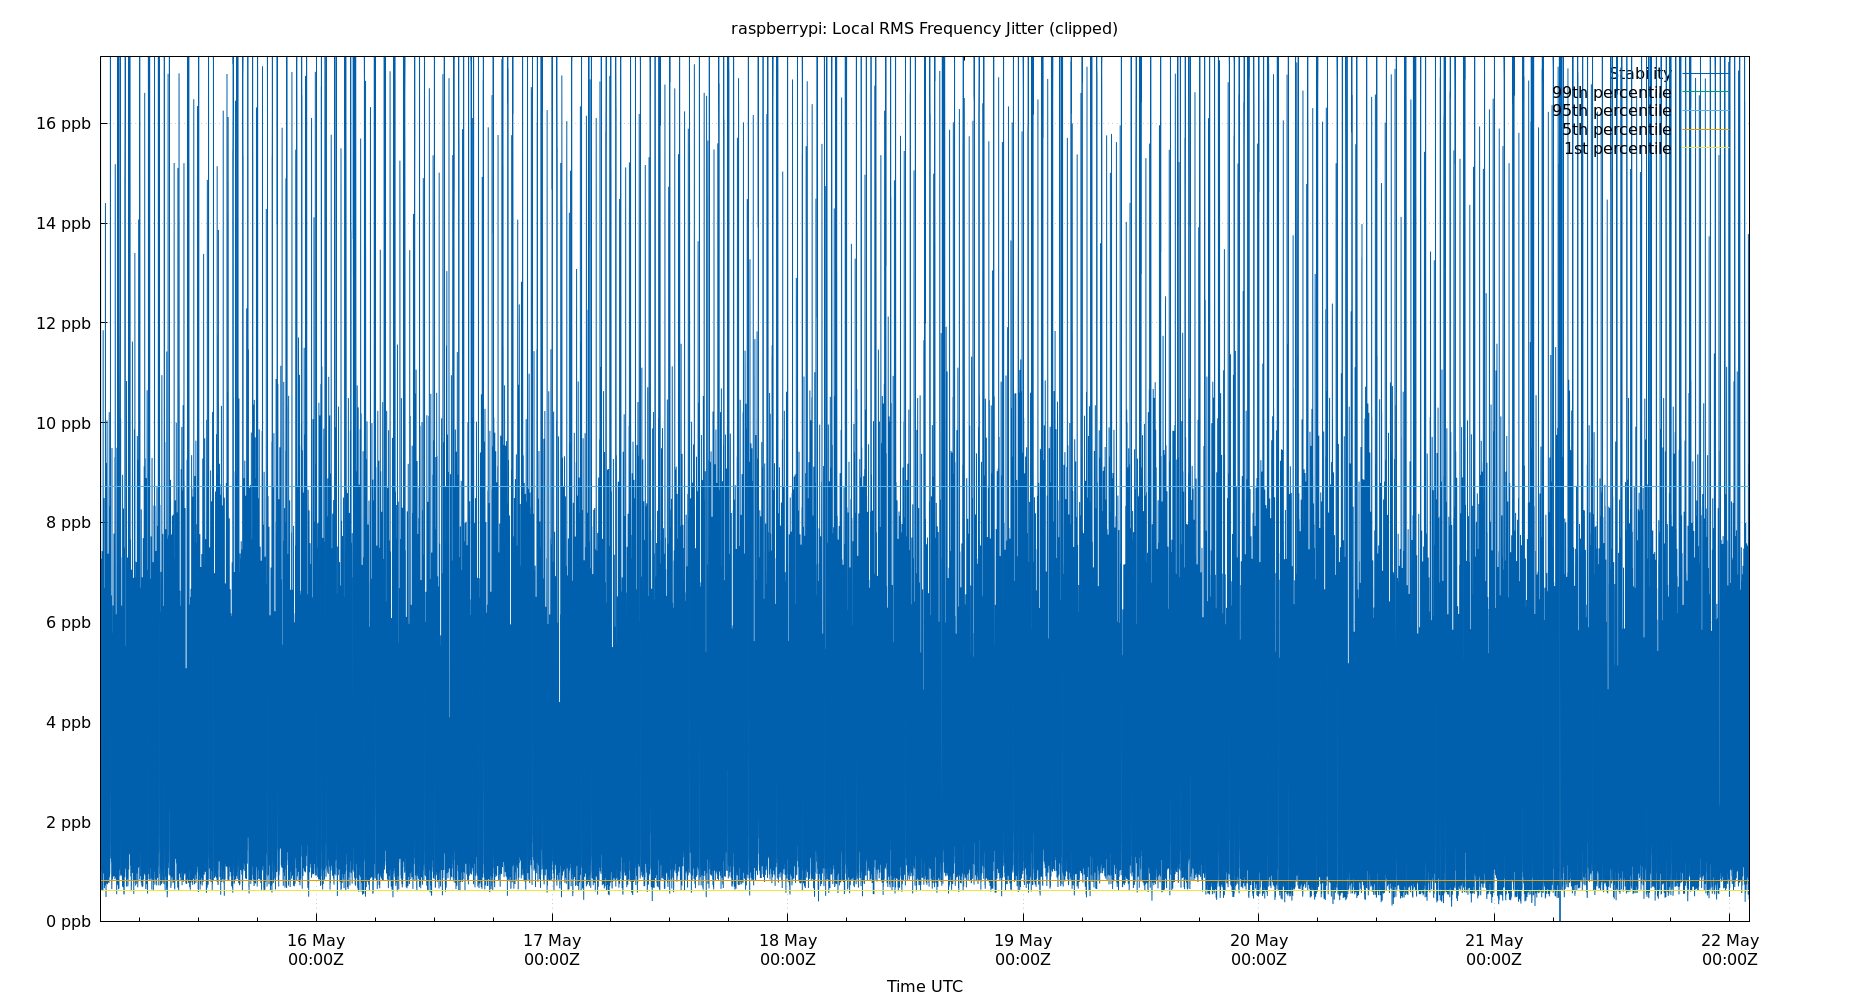 raspberrypi: Local RMS Frequency Jitter (clipped)
Stability
99th percentile
95th percentile
5th percentile
1st percentile
16 ppb
14 ppb
12 ppb
10 ppb
8 ppb
6 ppb
4 ppb
2 ppb
0 ppb
16 May 17 May 18 May 19 May 20 May 21 May 22 May
00:00Z 00:00Z 00:00Z 00:00Z 00:00Z 00:00Z 00:00Z
Time UTC